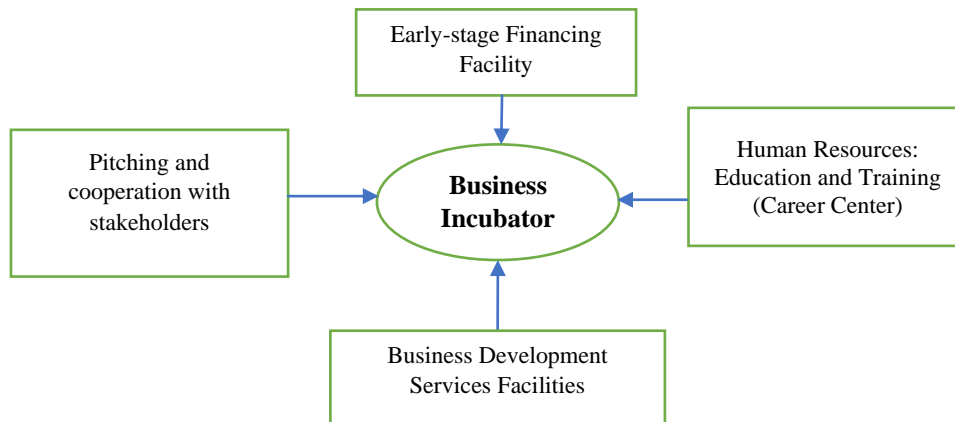 Early-stage Financing
Facility
Pitching and
cooperation with
stakeholders
Business
Incubator
Human Resources:
Education and Training
(Career Center)
Business Development
Services Facilities